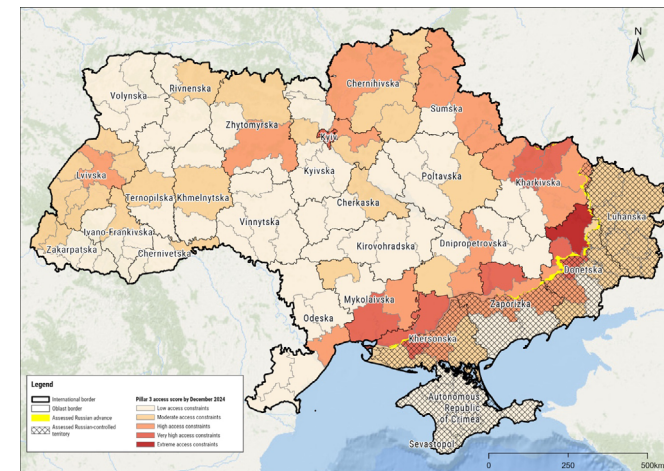 N
Volynska
Rivnenska
Chernihivska
Sumska
Zhytomyrska
Kyiv
Lvivska
Kyivska
Poltavska
Kharkivska
Ternopilska
Khmelnytska
Cherkaska
Luhanska
Ivano-Frankivska
Vinnytska
Zakarpatska
Chernivetska
Kirovohradska
Dnipropetrovska
Donetska
Mykolaivska
Zaporizka
Odeska
Khersonska
Autonomous
Republic
of Crimea
Sevastopol
Legend
International border
Oblast border
Assessed Russian advance
Assessed Russian-controlled
territory
Pillar 3 access score by December 2024
Low access constraints
Moderate access constraints
High access constraints
Very high access constraints
Extreme access constraints
0 250 500km